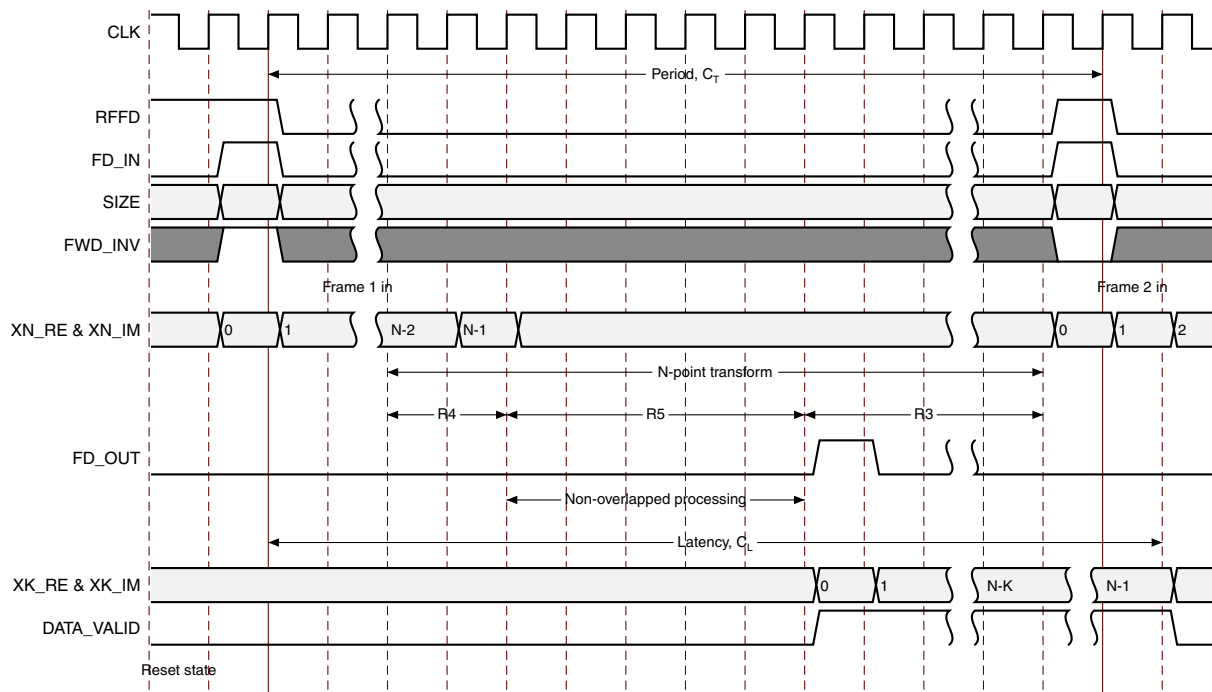 CLK
Period, C_T
RFFD
FD_IN
SIZE
FWD_INV
Frame 1 in
Frame 2 in
XN_RE & XN_IM 0 1 N-2 N-1 0 1 2
N-point transform
R4 R5 R3
FD_OUT
Non-overlapped processing
Latency, C_L
XK_RE & XK_IM 0 1 N-K N-1
DATA_VALID
Reset state